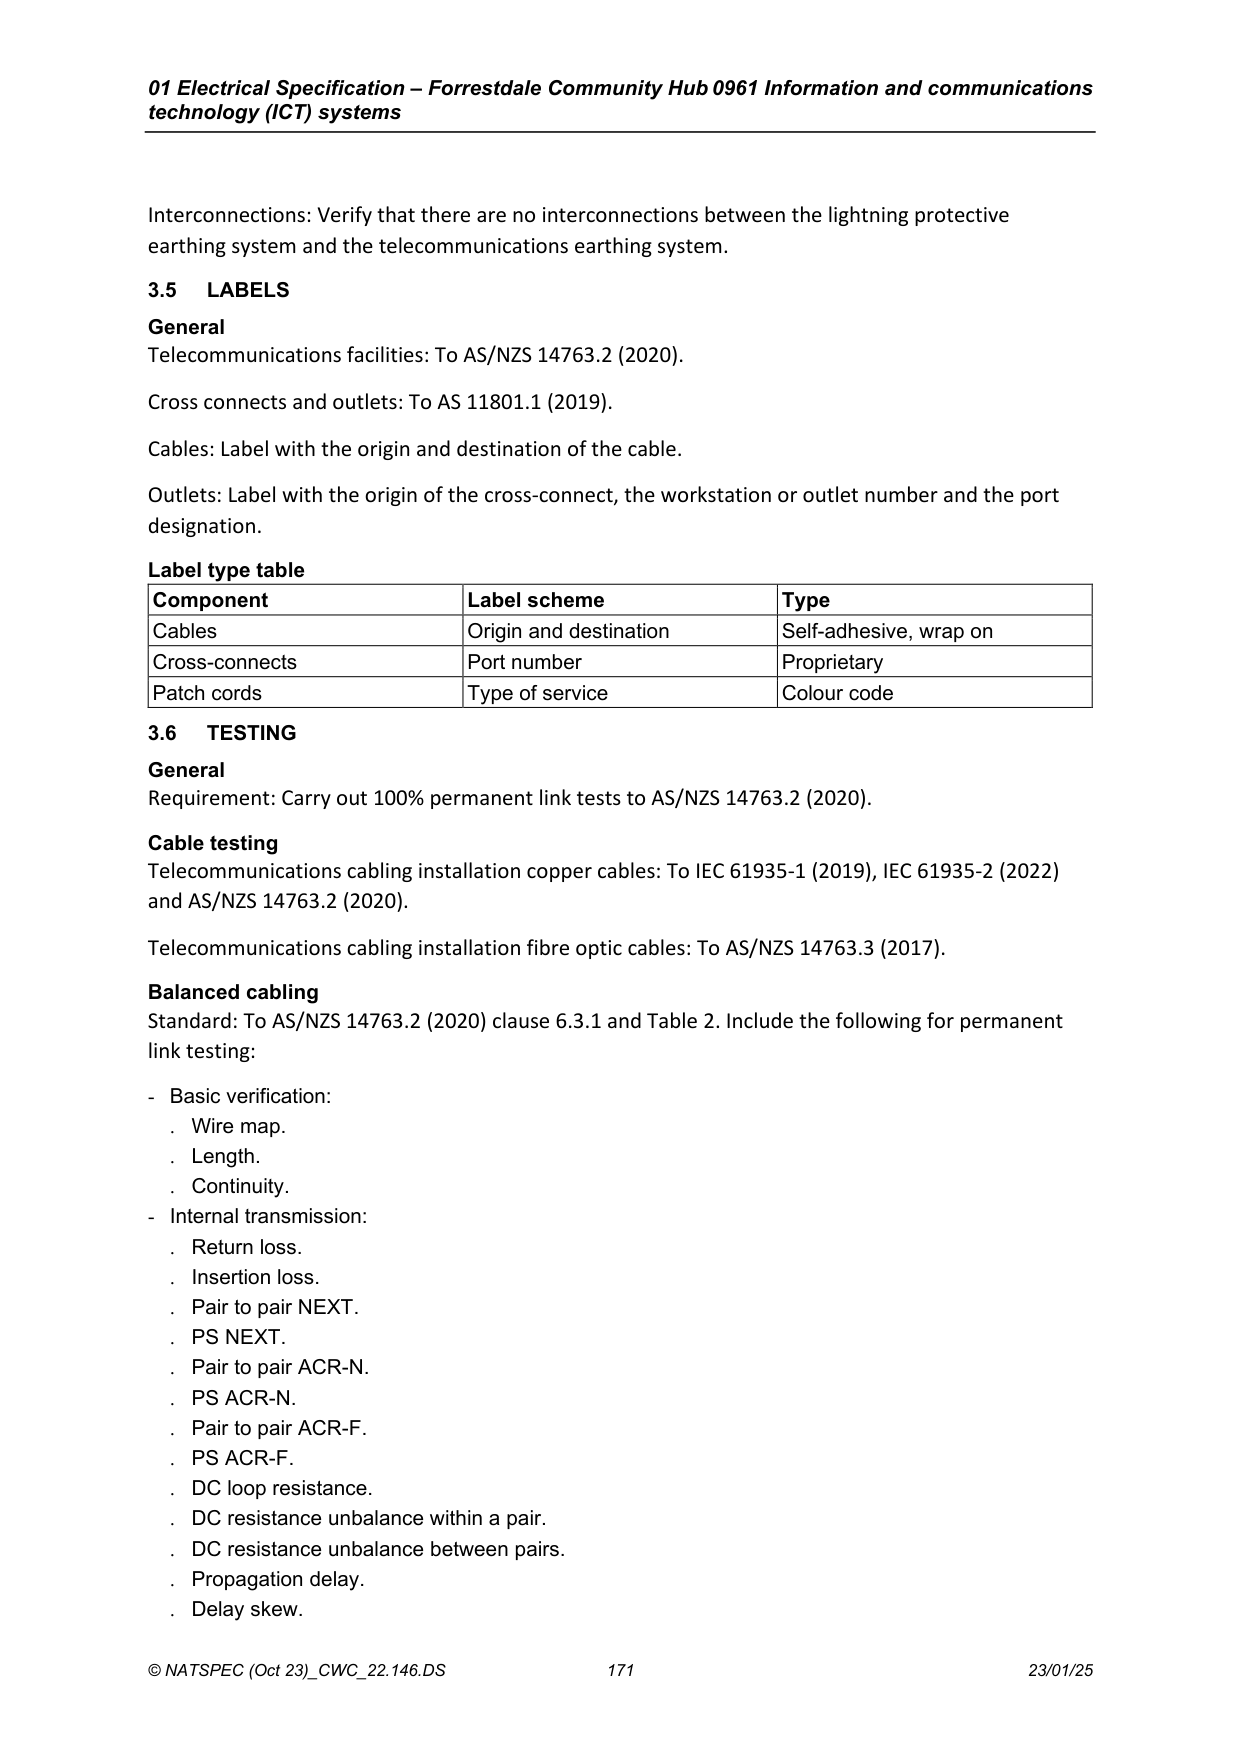 01 Electrical Specification – Forrestdale Community Hub 0961 Information and communications
technology (ICT) systems
Interconnections: Verify that there are no interconnections between the lightning protective
earthing system and the telecommunications earthing system.
3.5 LABELS
General
Telecommunications facilities: To AS/NZS 14763.2 (2020).
Cross connects and outlets: To AS 11801.1 (2019).
Cables: Label with the origin and destination of the cable.
Outlets: Label with the origin of the cross-connect, the workstation or outlet number and the port
designation.
Label type table
Component Label scheme Type
Cables Origin and destination Self-adhesive, wrap on
Cross-connects Port number Proprietary
Patch cords Type of service Colour code
3.6 TESTING
General
Requirement: Carry out 100% permanent link tests to AS/NZS 14763.2 (2020).
Cable testing
Telecommunications cabling installation copper cables: To IEC 61935-1 (2019), IEC 61935-2 (2022)
and AS/NZS 14763.2 (2020).
Telecommunications cabling installation fibre optic cables: To AS/NZS 14763.3 (2017).
Balanced cabling
Standard: To AS/NZS 14763.2 (2020) clause 6.3.1 and Table 2. Include the following for permanent
link testing:
- Basic verification:
. Wire map.
. Length.
. Continuity.
- Internal transmission:
. Return loss.
. Insertion loss.
. Pair to pair NEXT.
. PS NEXT.
. Pair to pair ACR-N.
. PS ACR-N.
. Pair to pair ACR-F.
. PS ACR-F.
. DC loop resistance.
. DC resistance unbalance within a pair.
. DC resistance unbalance between pairs.
. Propagation delay.
. Delay skew.
© NATSPEC (Oct 23)_CWC_22.146.DS 171 23/01/25